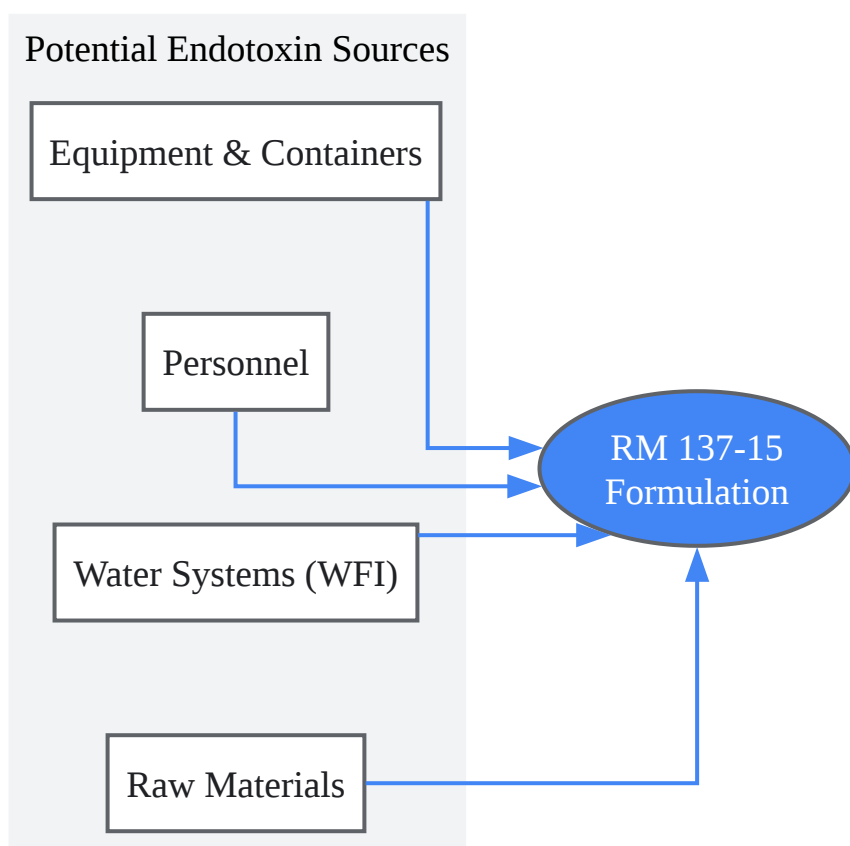 Potential Endotoxin Sources
Equipment & Containers
Personnel
RM 137-15
Formulation
Water Systems (WFI)
Raw Materials